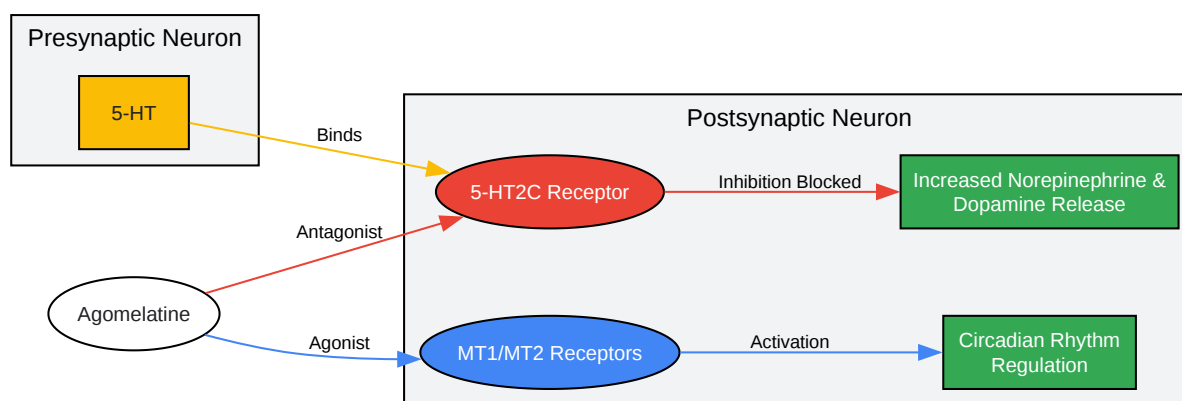 Presynaptic Neuron
5-HT
Binds
Postsynaptic Neuron
5-HT2C Receptor
Inhibition Blocked
Increased Norepinephrine &
Dopamine Release
Antagonist
Agomelatine
Agonist
MT1/MT2 Receptors
Activation
Circadian Rhythm
Regulation